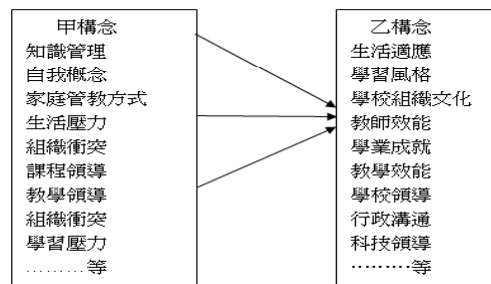 甲構念
知識管理
自我概念
家庭管教方式
生活壓力
組織衝突
課程領導
教學領導
組織衝突
學習壓力
………等
乙構念
生活適應
學習風格
學校組織文化
教師效能
學業成就
教學效能
學校領導
行政溝通
科技領導
………等